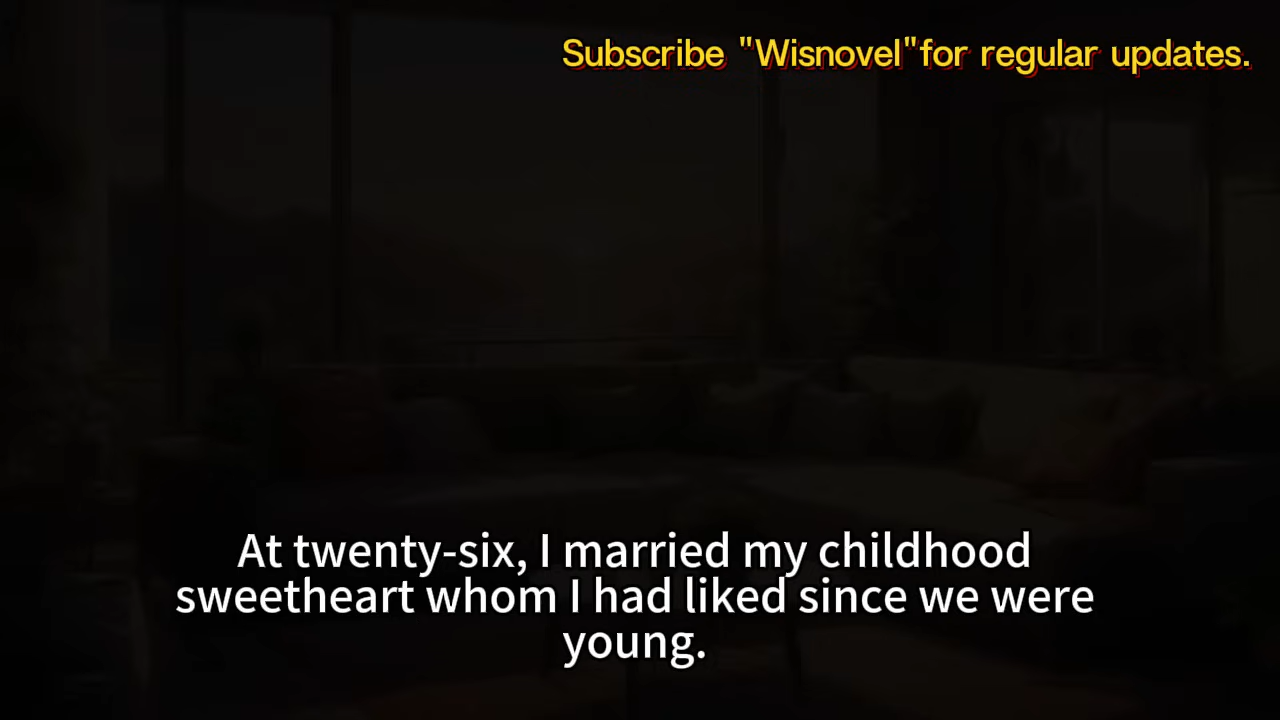 Subscribe "Wisnovel"for regular updates.
At twenty-six, I married my childhood
sweetheart whom I had liked since we were
young.